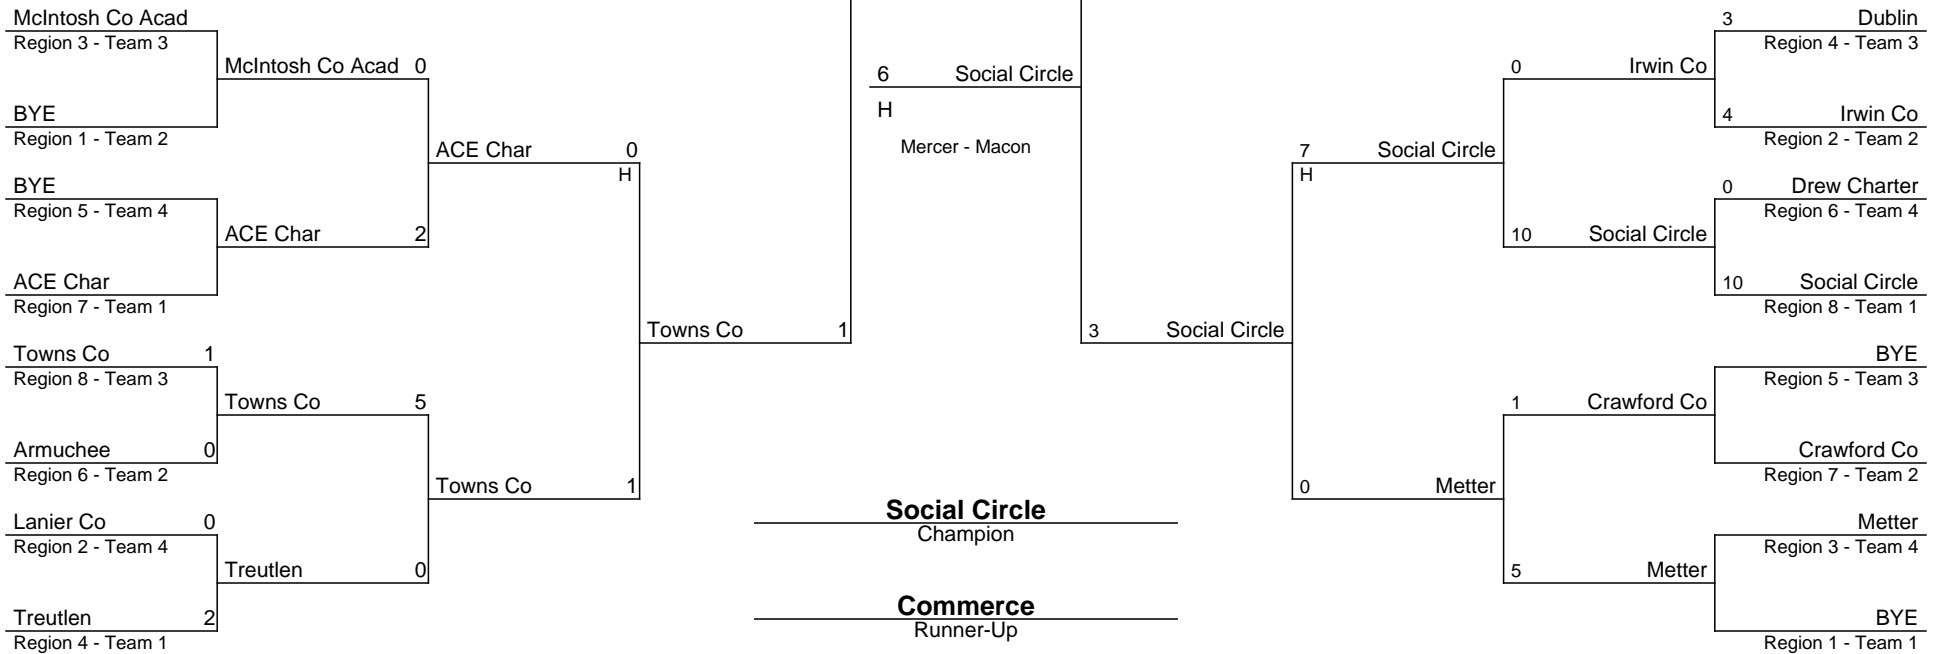 McIntosh Co Acad
Region 3 - Team 3
McIntosh Co Acad 0
BYE
Region 1 - Team 2
ACE Char 0
H
BYE
Region 5 - Team 4
ACE Char 2
ACE Char
Region 7 - Team 1
Towns Co 1
Towns Co 1
Region 8 - Team 3
Towns Co 5
Armuchee 0
Region 6 - Team 2
Towns Co 1
Lanier Co 0
Region 2 - Team 4
Treutlen 0
Treutlen 2
Region 4 - Team 1
6 Social Circle
H
Mercer - Macon
Social Circle
Champion
Commerce
Runner-Up
3 Social Circle
7 Social Circle
H
0 Metter
0 Irwin Co
10 Social Circle
1 Crawford Co
5 Metter
3 Dublin
Region 4 - Team 3
4 Irwin Co
Region 2 - Team 2
0 Drew Charter
Region 6 - Team 4
10 Social Circle
Region 8 - Team 1
BYE
Region 5 - Team 3
Crawford Co
Region 7 - Team 2
Metter
Region 3 - Team 4
BYE
Region 1 - Team 1